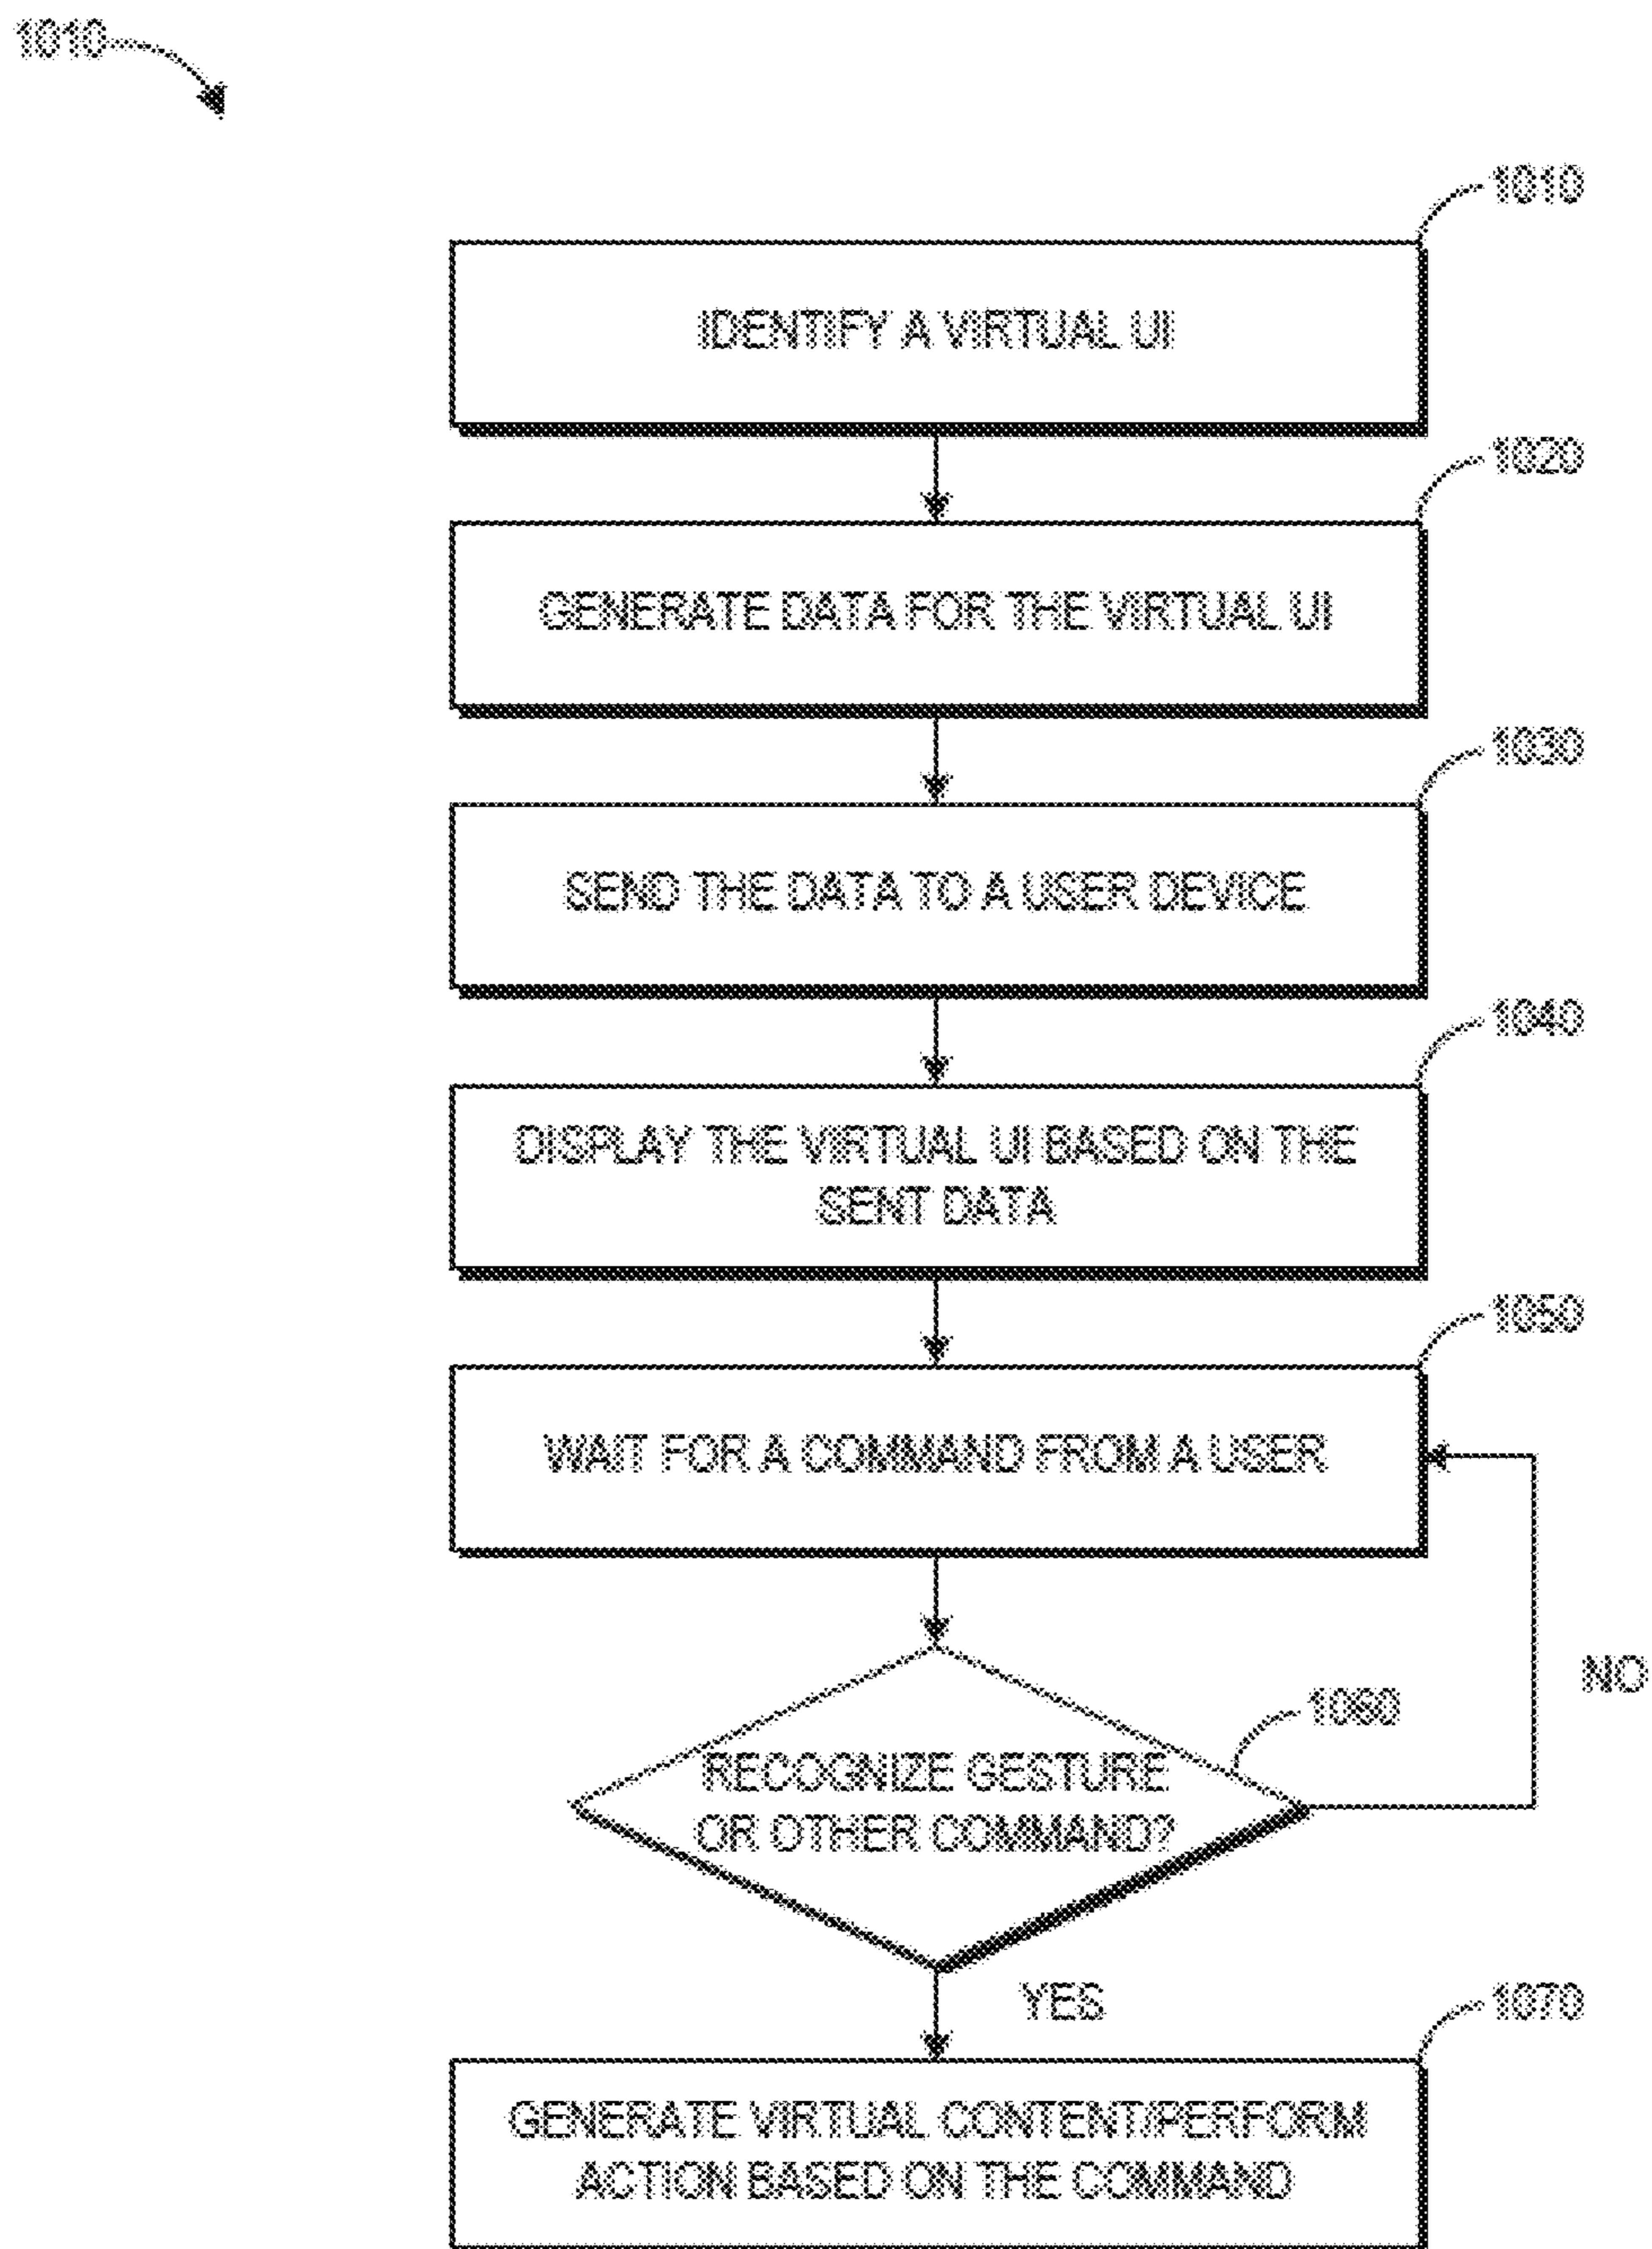 1010
1010
IDENTIFY A VIRTUAL UI
1020
GENERATE DATA FOR THE VIRTUAL UI
1030
SEND THE DATA TO A USER DEVICE
1040
DISPLAY THE VIRTUAL UI BASED ON THE
SENT DATA
1050
WAIT FOR A COMMAND FROM A USER
NO
1060
RECOGNIZE GESTURE
OR OTHER COMMAND?
YES
1070
GENERATE VIRTUAL CONTENT/PERFORM
ACTION BASED ON THE COMMAND